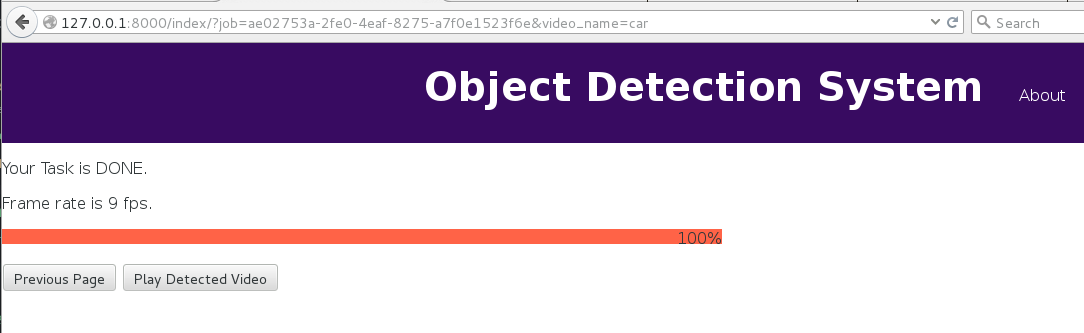 127.0.0.1:8000/index/?job=ae02753a-2fe0-4eaf-8275-a7f0e1523f6e&video_name=car
Search
Object Detection System
About
Your Task is DONE.
Frame rate is 9 fps.
100%
Previous Page
Play Detected Video